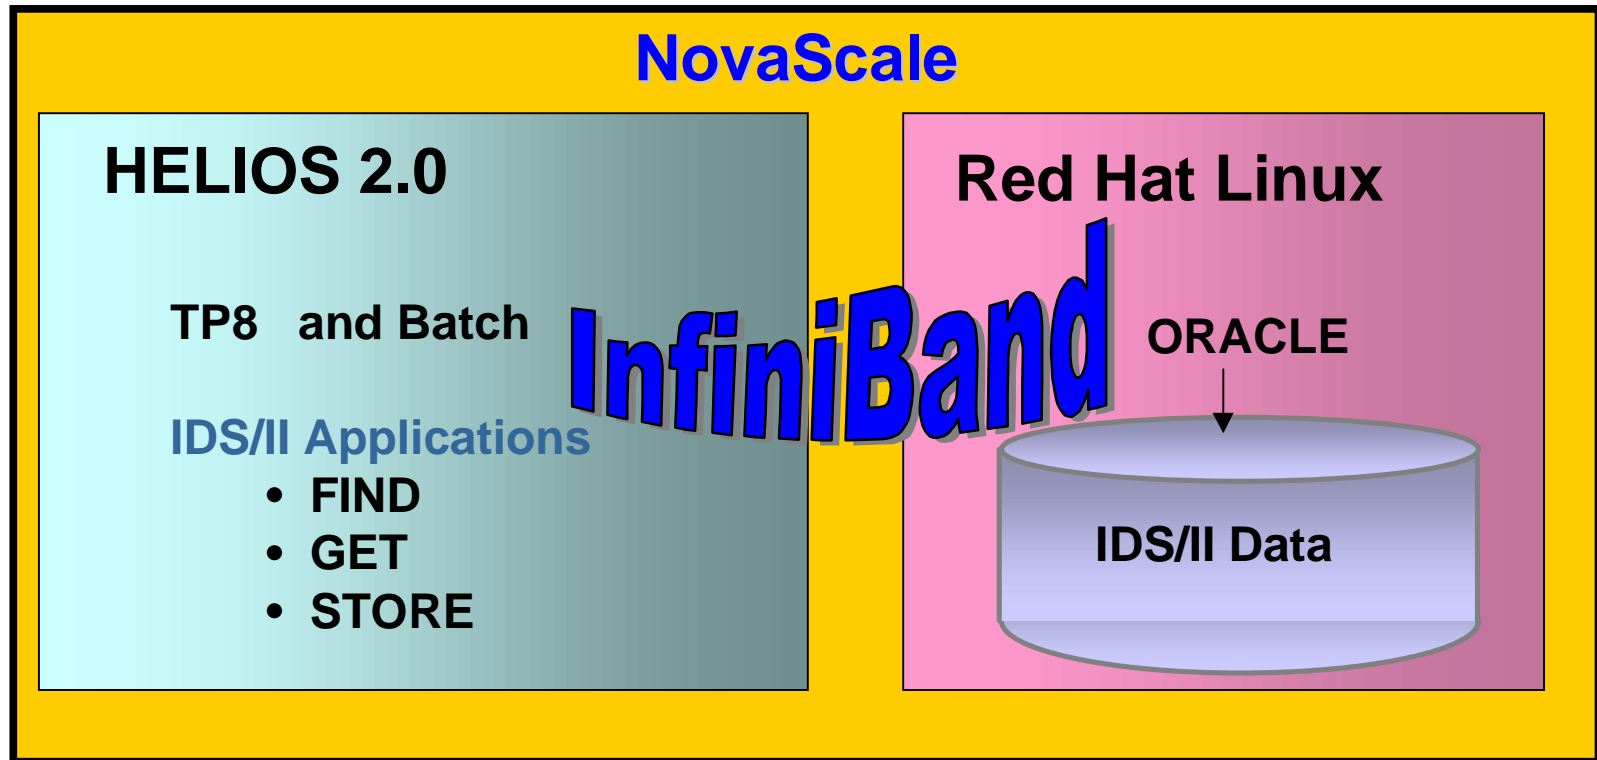 NovaScale
HELIOS 2.0
TP8 and Batch
IDS/II Applications
• FIND
• GET
• STORE
InfiniBand
Red Hat Linux
ORACLE
IDS/II Data